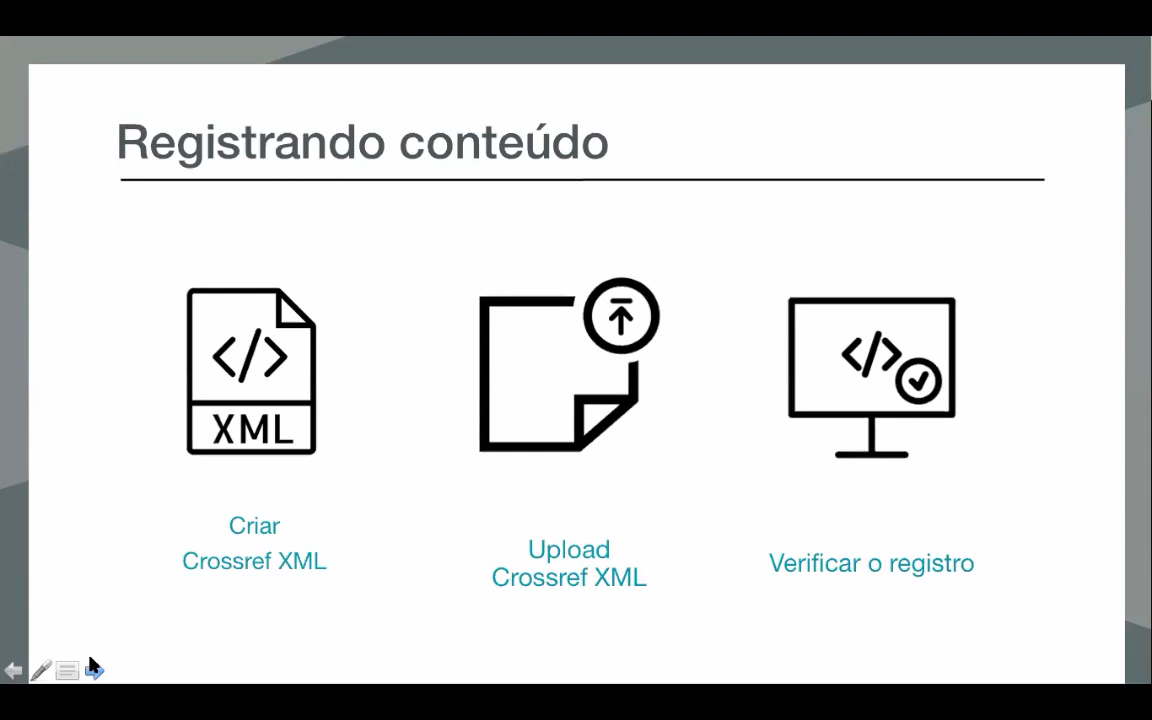 Registrando conteúdo
</>
XML
</>
Criar
Crossref XML
Upload
Crossref XML
Verificar o registro